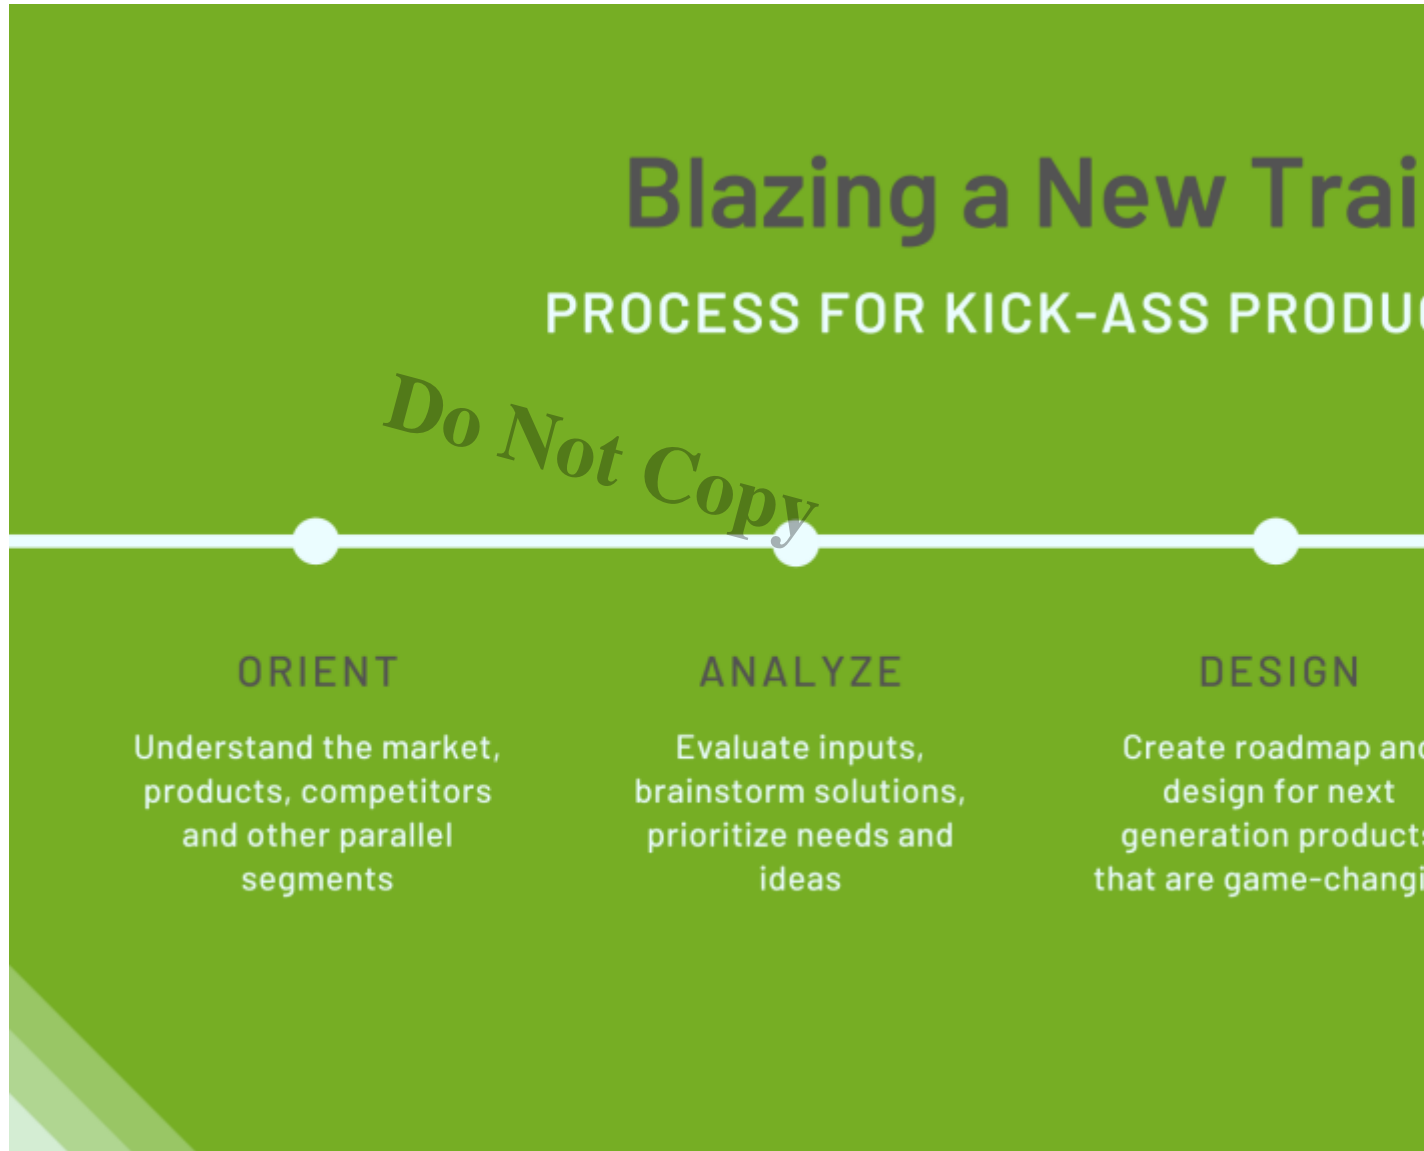 Blazing a New Trai
PROCESS FOR KICK-ASS PRODUC
Do Not Copy
ORIENT
Understand the market,
products, competitors
and other parallel
segments
ANALYZE
Evaluate inputs,
brainstorm solutions,
prioritize needs and
ideas
DESIGN
Create roadmap and
design for next
generation products
that are game-changi